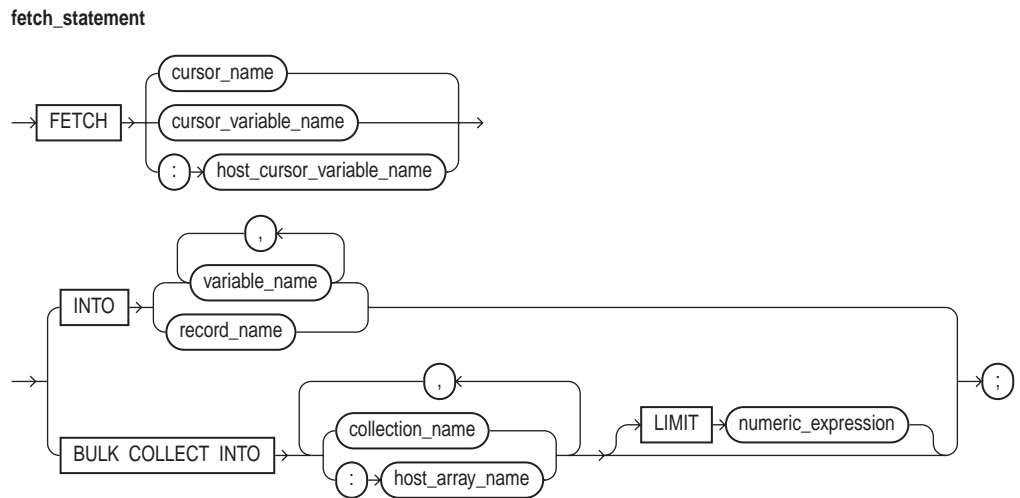 fetch_statement
cursor_name
FETCH cursor_variable_name
: host_cursor_variable_name
,
variable_name
INTO
record_name
,
;
LIMIT numeric_expression
collection_name
BULK COLLECT INTO
: host_array_name